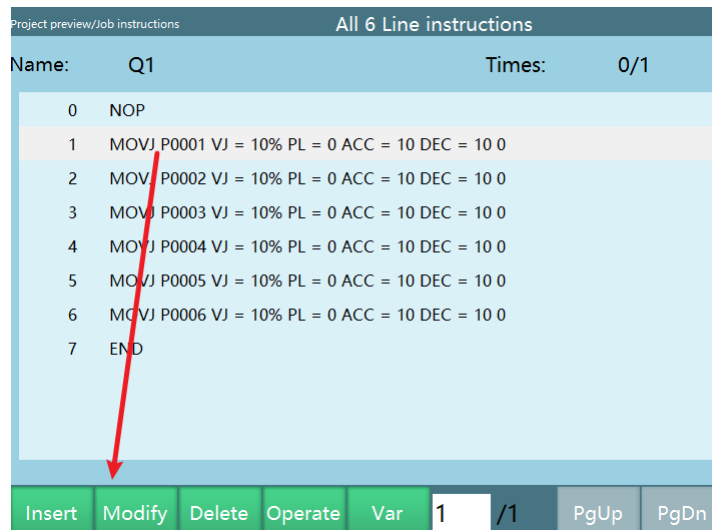 Project preview/Job instructions All 6 Line instructions
Name: Q1 Times: 0/1
0 NOP
1 MOVJ P0001 VJ = 10% PL = 0 ACC = 10 DEC = 10 0
2 MOVJ P0002 VJ = 10% PL = 0 ACC = 10 DEC = 10 0
3 MOVJ P0003 VJ = 10% PL = 0 ACC = 10 DEC = 10 0
4 MOVJ P0004 VJ = 10% PL = 0 ACC = 10 DEC = 10 0
5 MOVJ P0005 VJ = 10% PL = 0 ACC = 10 DEC = 10 0
6 MOVJ P0006 VJ = 10% PL = 0 ACC = 10 DEC = 10 0
7 END
Insert Modify Delete Operate Var 1 /1 PgUp PgDn